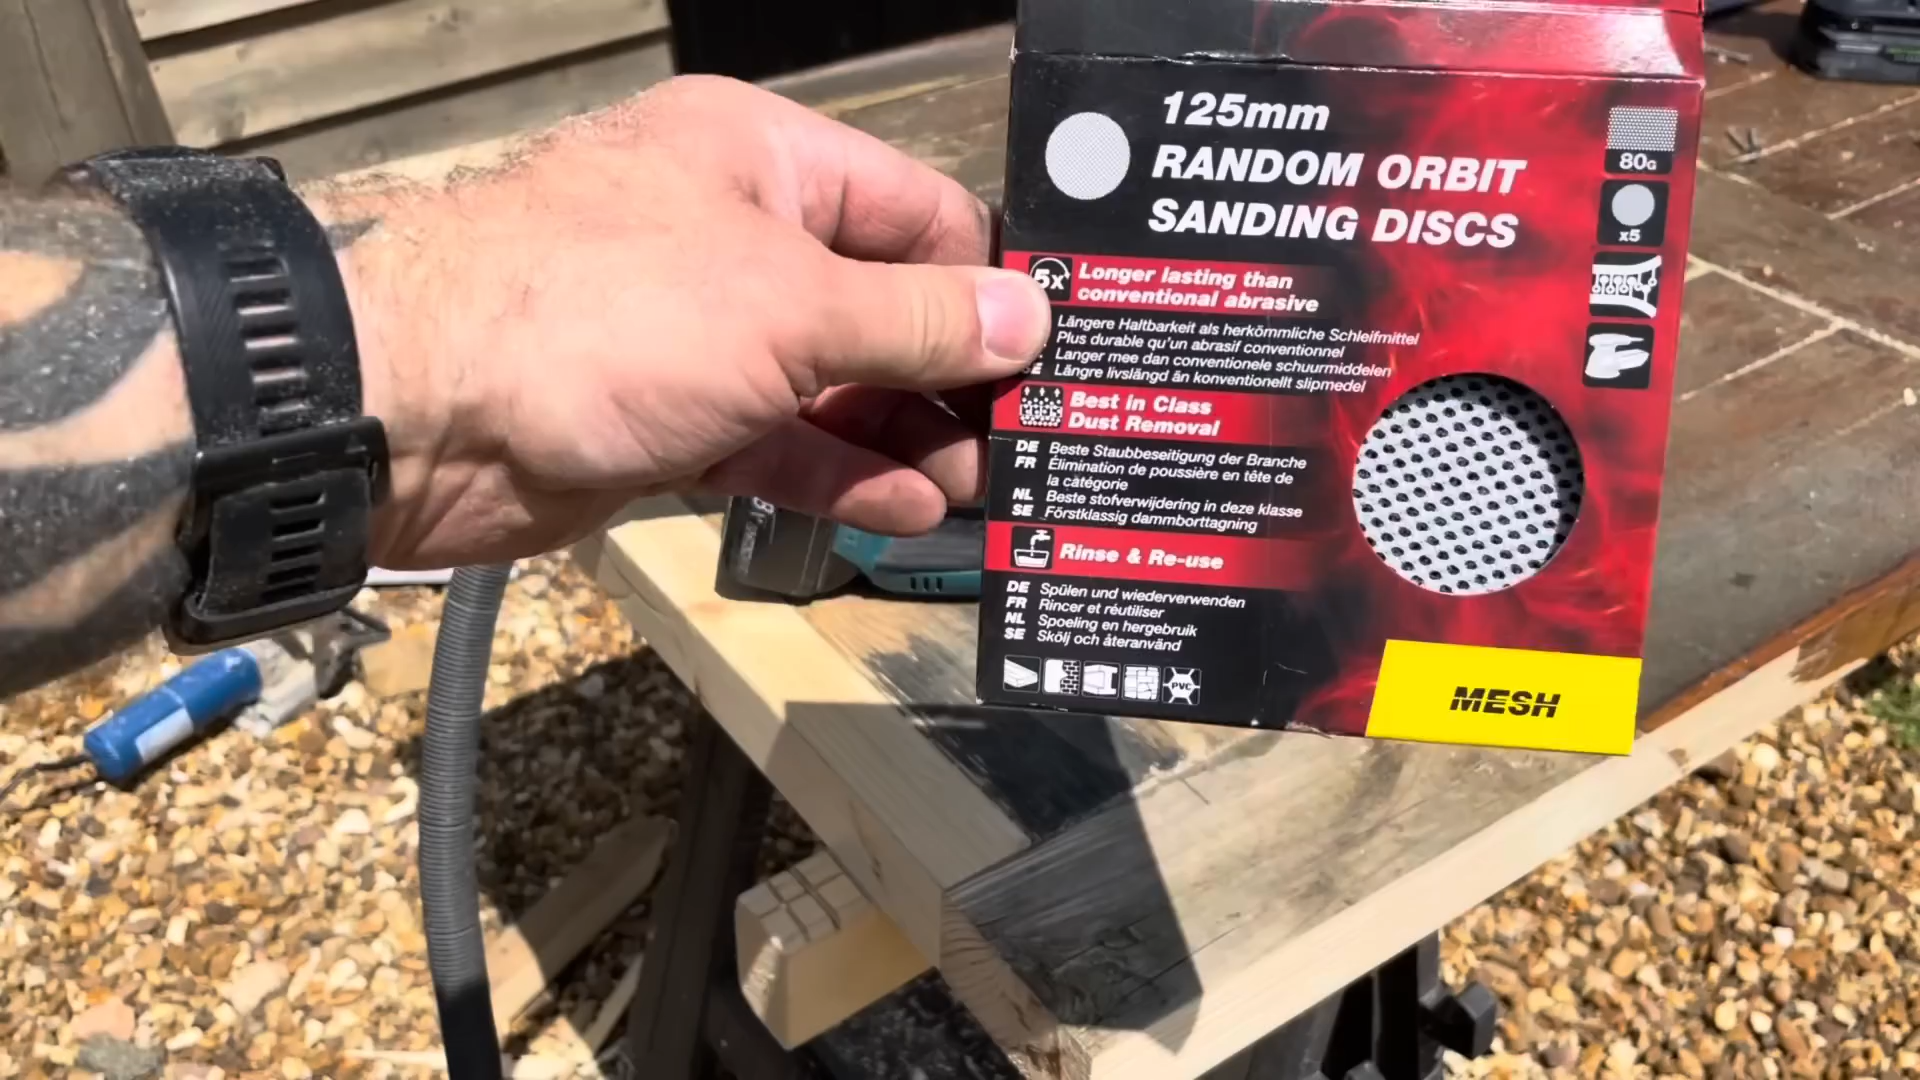 125mm
RANDOM ORBIT
SANDING DISCS
80G
x5
5x
Longer lasting than
conventional abrasive
Längere Haltbarkeit als herkömmliche Schleifmittel
Plus durable qu'un abrasif conventionnel
Langer mee dan conventionele schuurmiddelen
SE Längre livslängd än konventionellt slipmedel
Best in Class
Dust Removal
DE Beste Staubbeseitigung der Branche
FR Élimination de poussière en tête de
la catégorie
NL Beste stofverwijdering in deze klasse
SE Förstklassig dammborttagning
Rinse & Re-use
DE Spülen und wiederverwenden
FR Rincer et réutiliser
NL Spoeling en hergebruik
SE Skölj och återanvänd
PVC
MESH